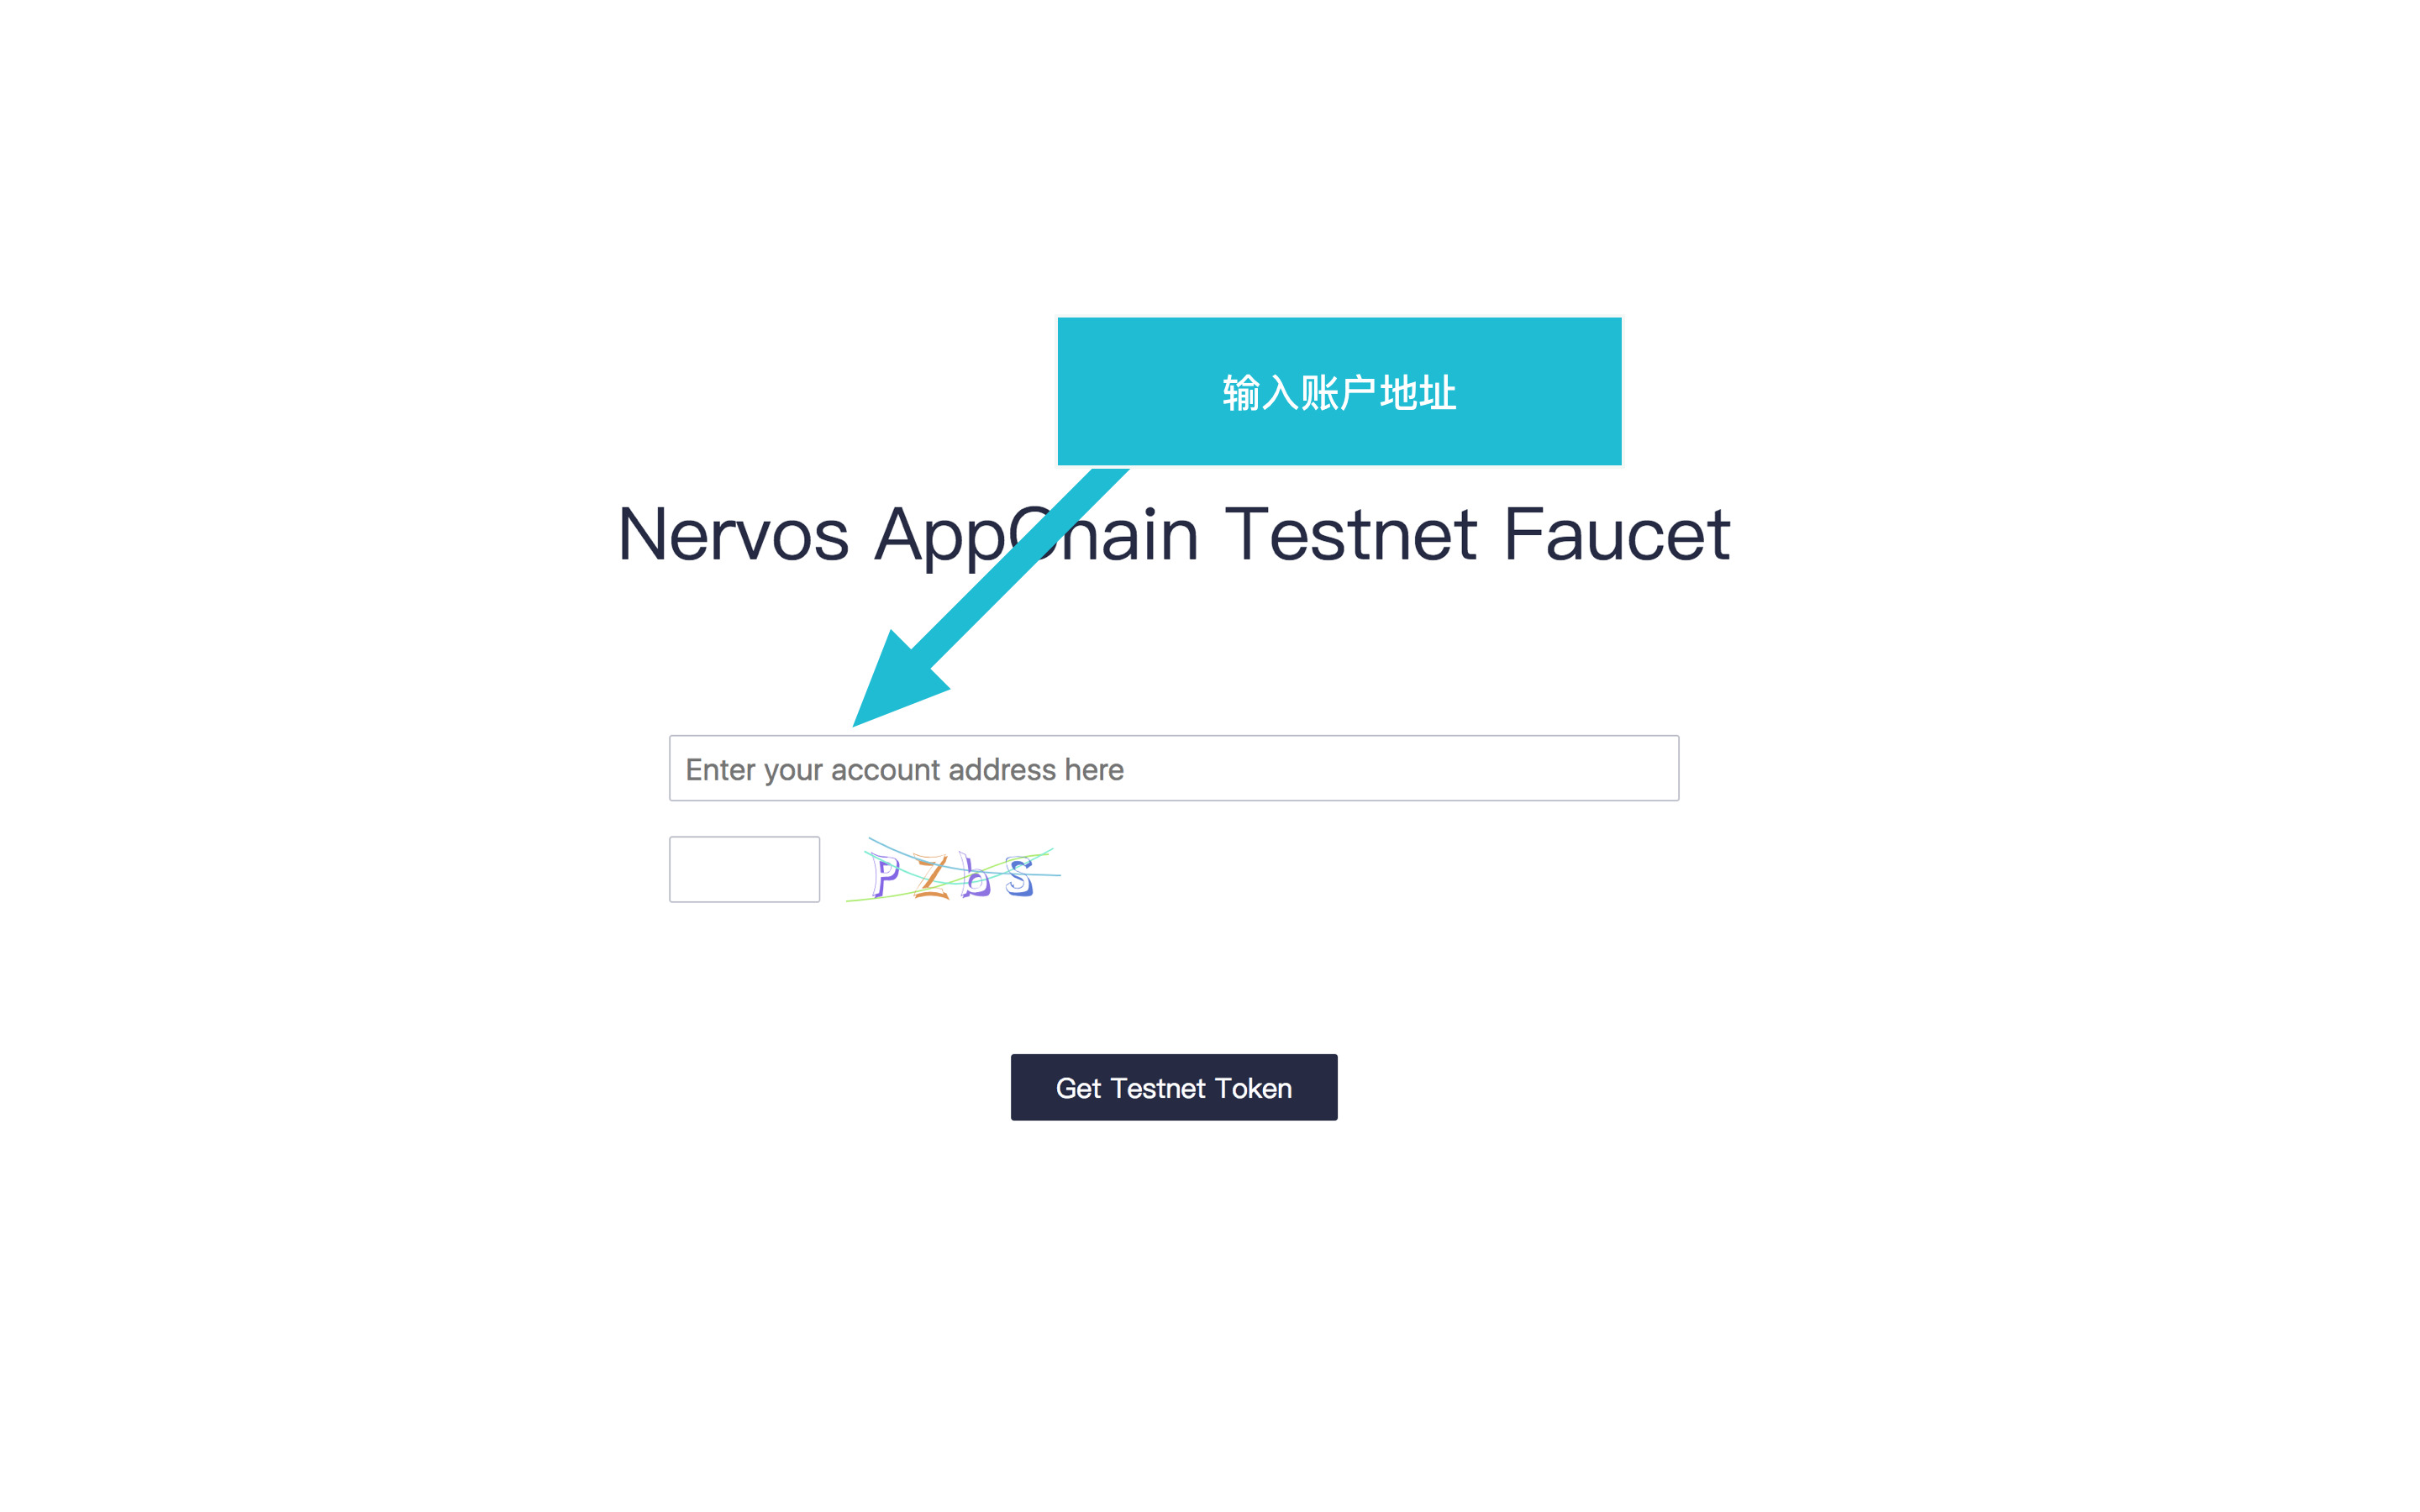 输入账户地址
Nervos AppChain Testnet Faucet
Enter your account address here
PZbS
Get Testnet Token